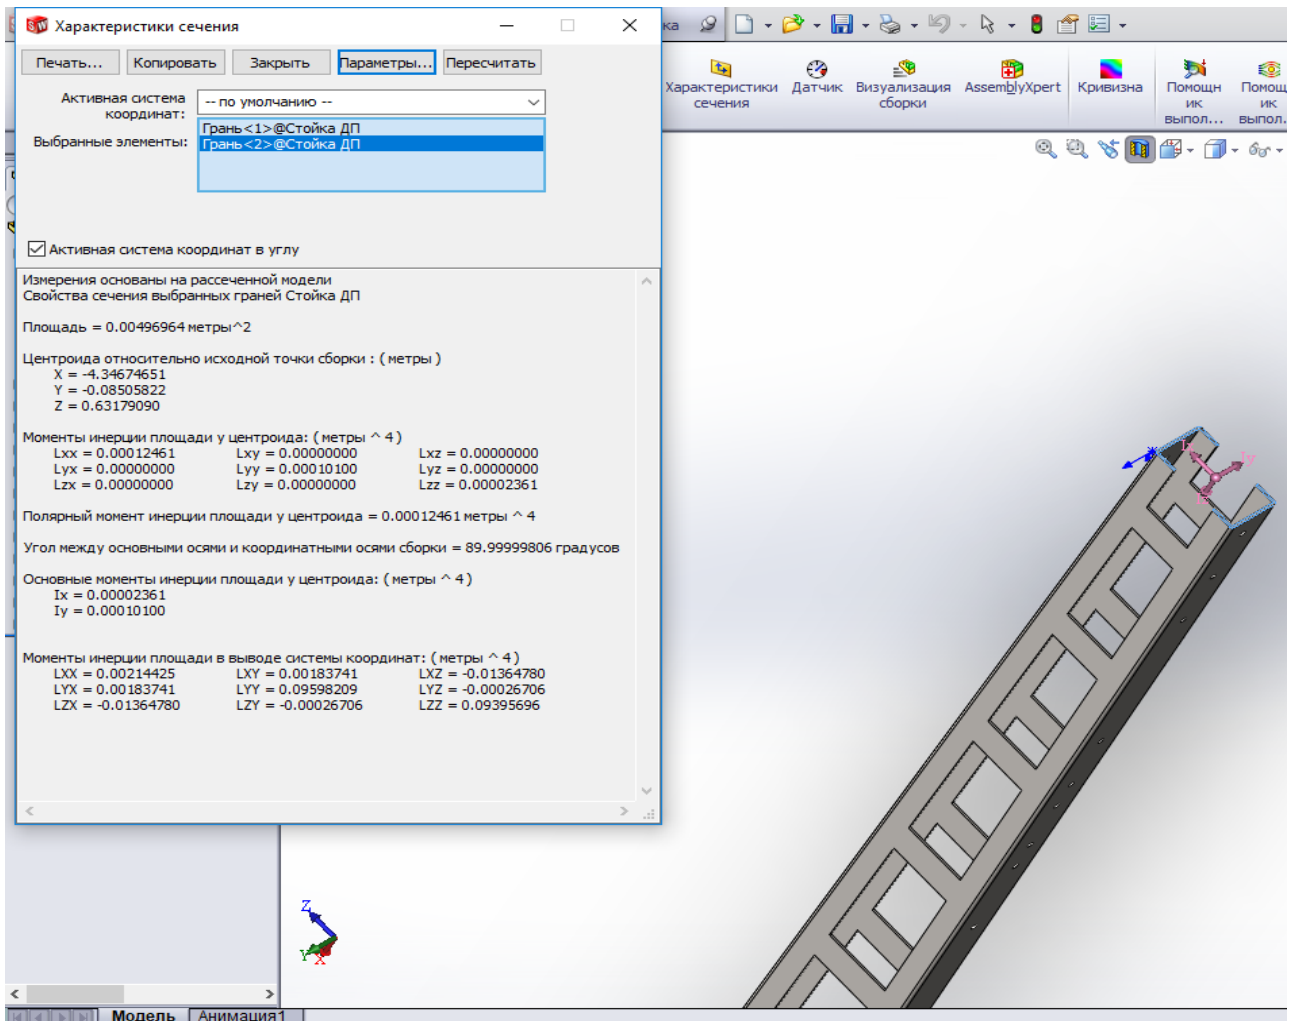 Характеристики сечения
Печать... Копировать Закрыть Параметры... Пересчитать
Активная система координат:
-- по умолчанию --
Выбранные элементы:
Грань<1>@Стойка ДП
Грань<2>@Стойка ДП
Активная система координат в углу
Измерения основаны на рассеченной модели
Свойства сечения выбранных граней Стойка ДП
Площадь = 0.00496964 метры^2
Центроида относительно исходной точки сборки : ( метры )
X = -4.34674651
Y = -0.08505822
Z = 0.63179090
Моменты инерции площади у центроида: ( метры ^ 4 )
Lxx = 0.00012461 Lxy = 0.00000000 Lxz = 0.00000000
Lyx = 0.00000000 Lyy = 0.00010100 Lyz = 0.00000000
Lzx = 0.00000000 Lzy = 0.00000000 Lzz = 0.00002361
Полярный момент инерции площади у центроида = 0.00012461 метры ^ 4
Угол между основными осями и координатными осями сборки = 89.99999806 градусов
Основные моменты инерции площади у центроида: ( метры ^ 4 )
Ix = 0.00002361
Iy = 0.00010100
Моменты инерции площади в выводе системы координат: ( метры ^ 4 )
LXX = 0.00214425 LXY = 0.00183741 LXZ = -0.01364780
LYX = 0.00183741 LYY = 0.09598209 LYZ = -0.00026706
LZX = -0.01364780 LZY = -0.00026706 LZZ = 0.09395696
ка
Характеристики сечения
Датчик
Визуализация сборки
AssemblyXpert
Кривизна
Помощн ик выпол...
Помощ ик выпол.
Iy
Z
Y
X
Модель Анимация1